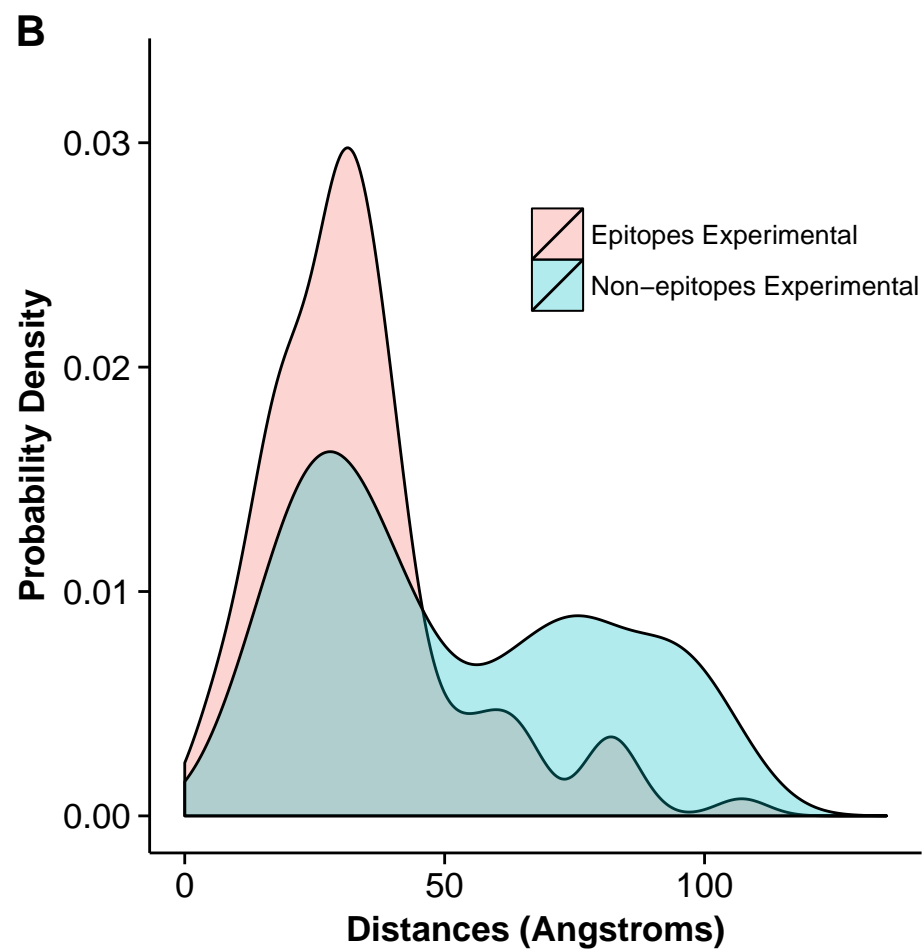 B
0.03
0.02
0.01
0.00
Probability Density
Epitopes Experimental
Non−epitopes Experimental
0
50
100
Distances (Angstroms)